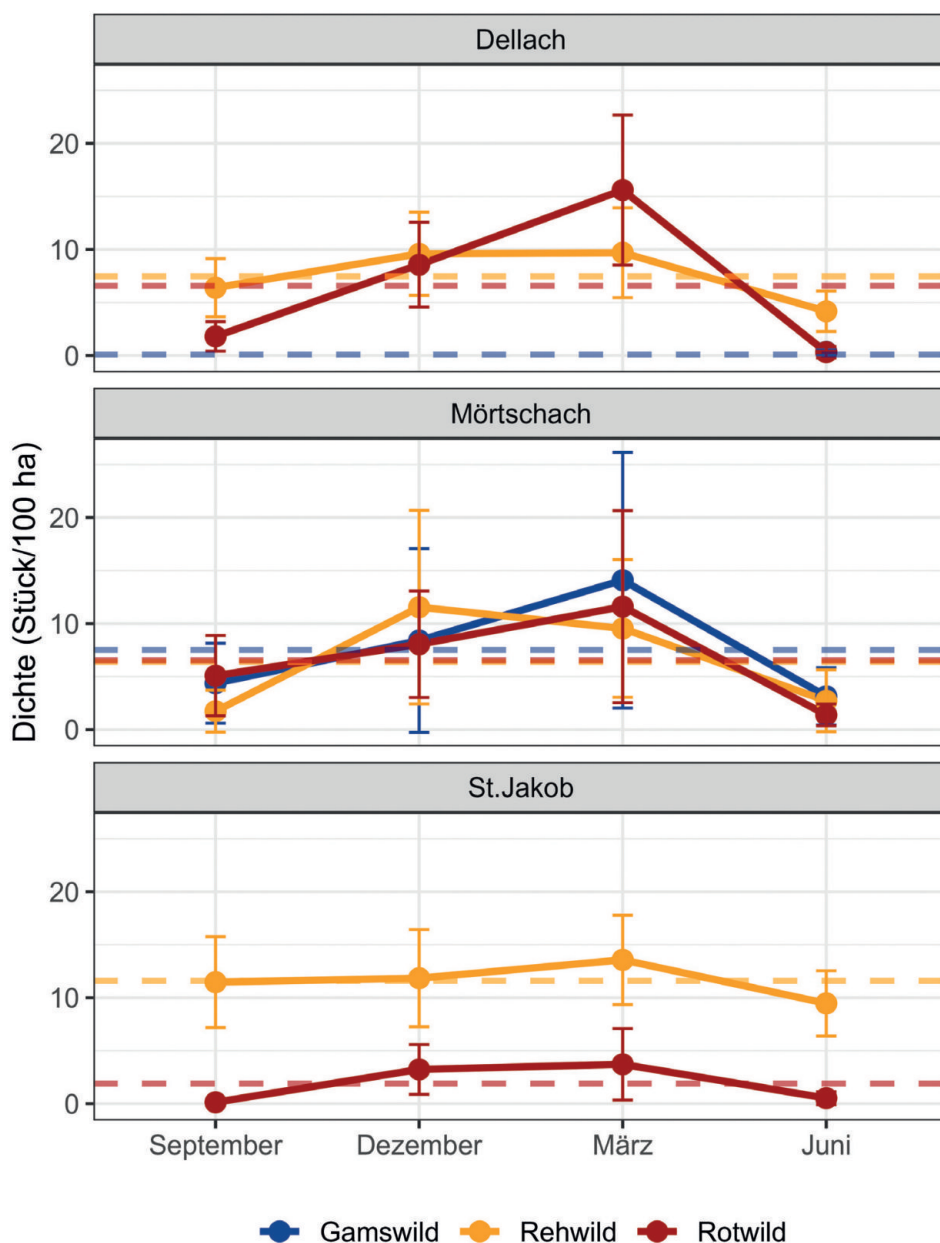 Dellach
20
10
0
Mörtschach
20
10
0
St.Jakob
20
10
0
Dichte (Stück/100 ha)
September Dezember März Juni
Gamswild Rehwild Rotwild